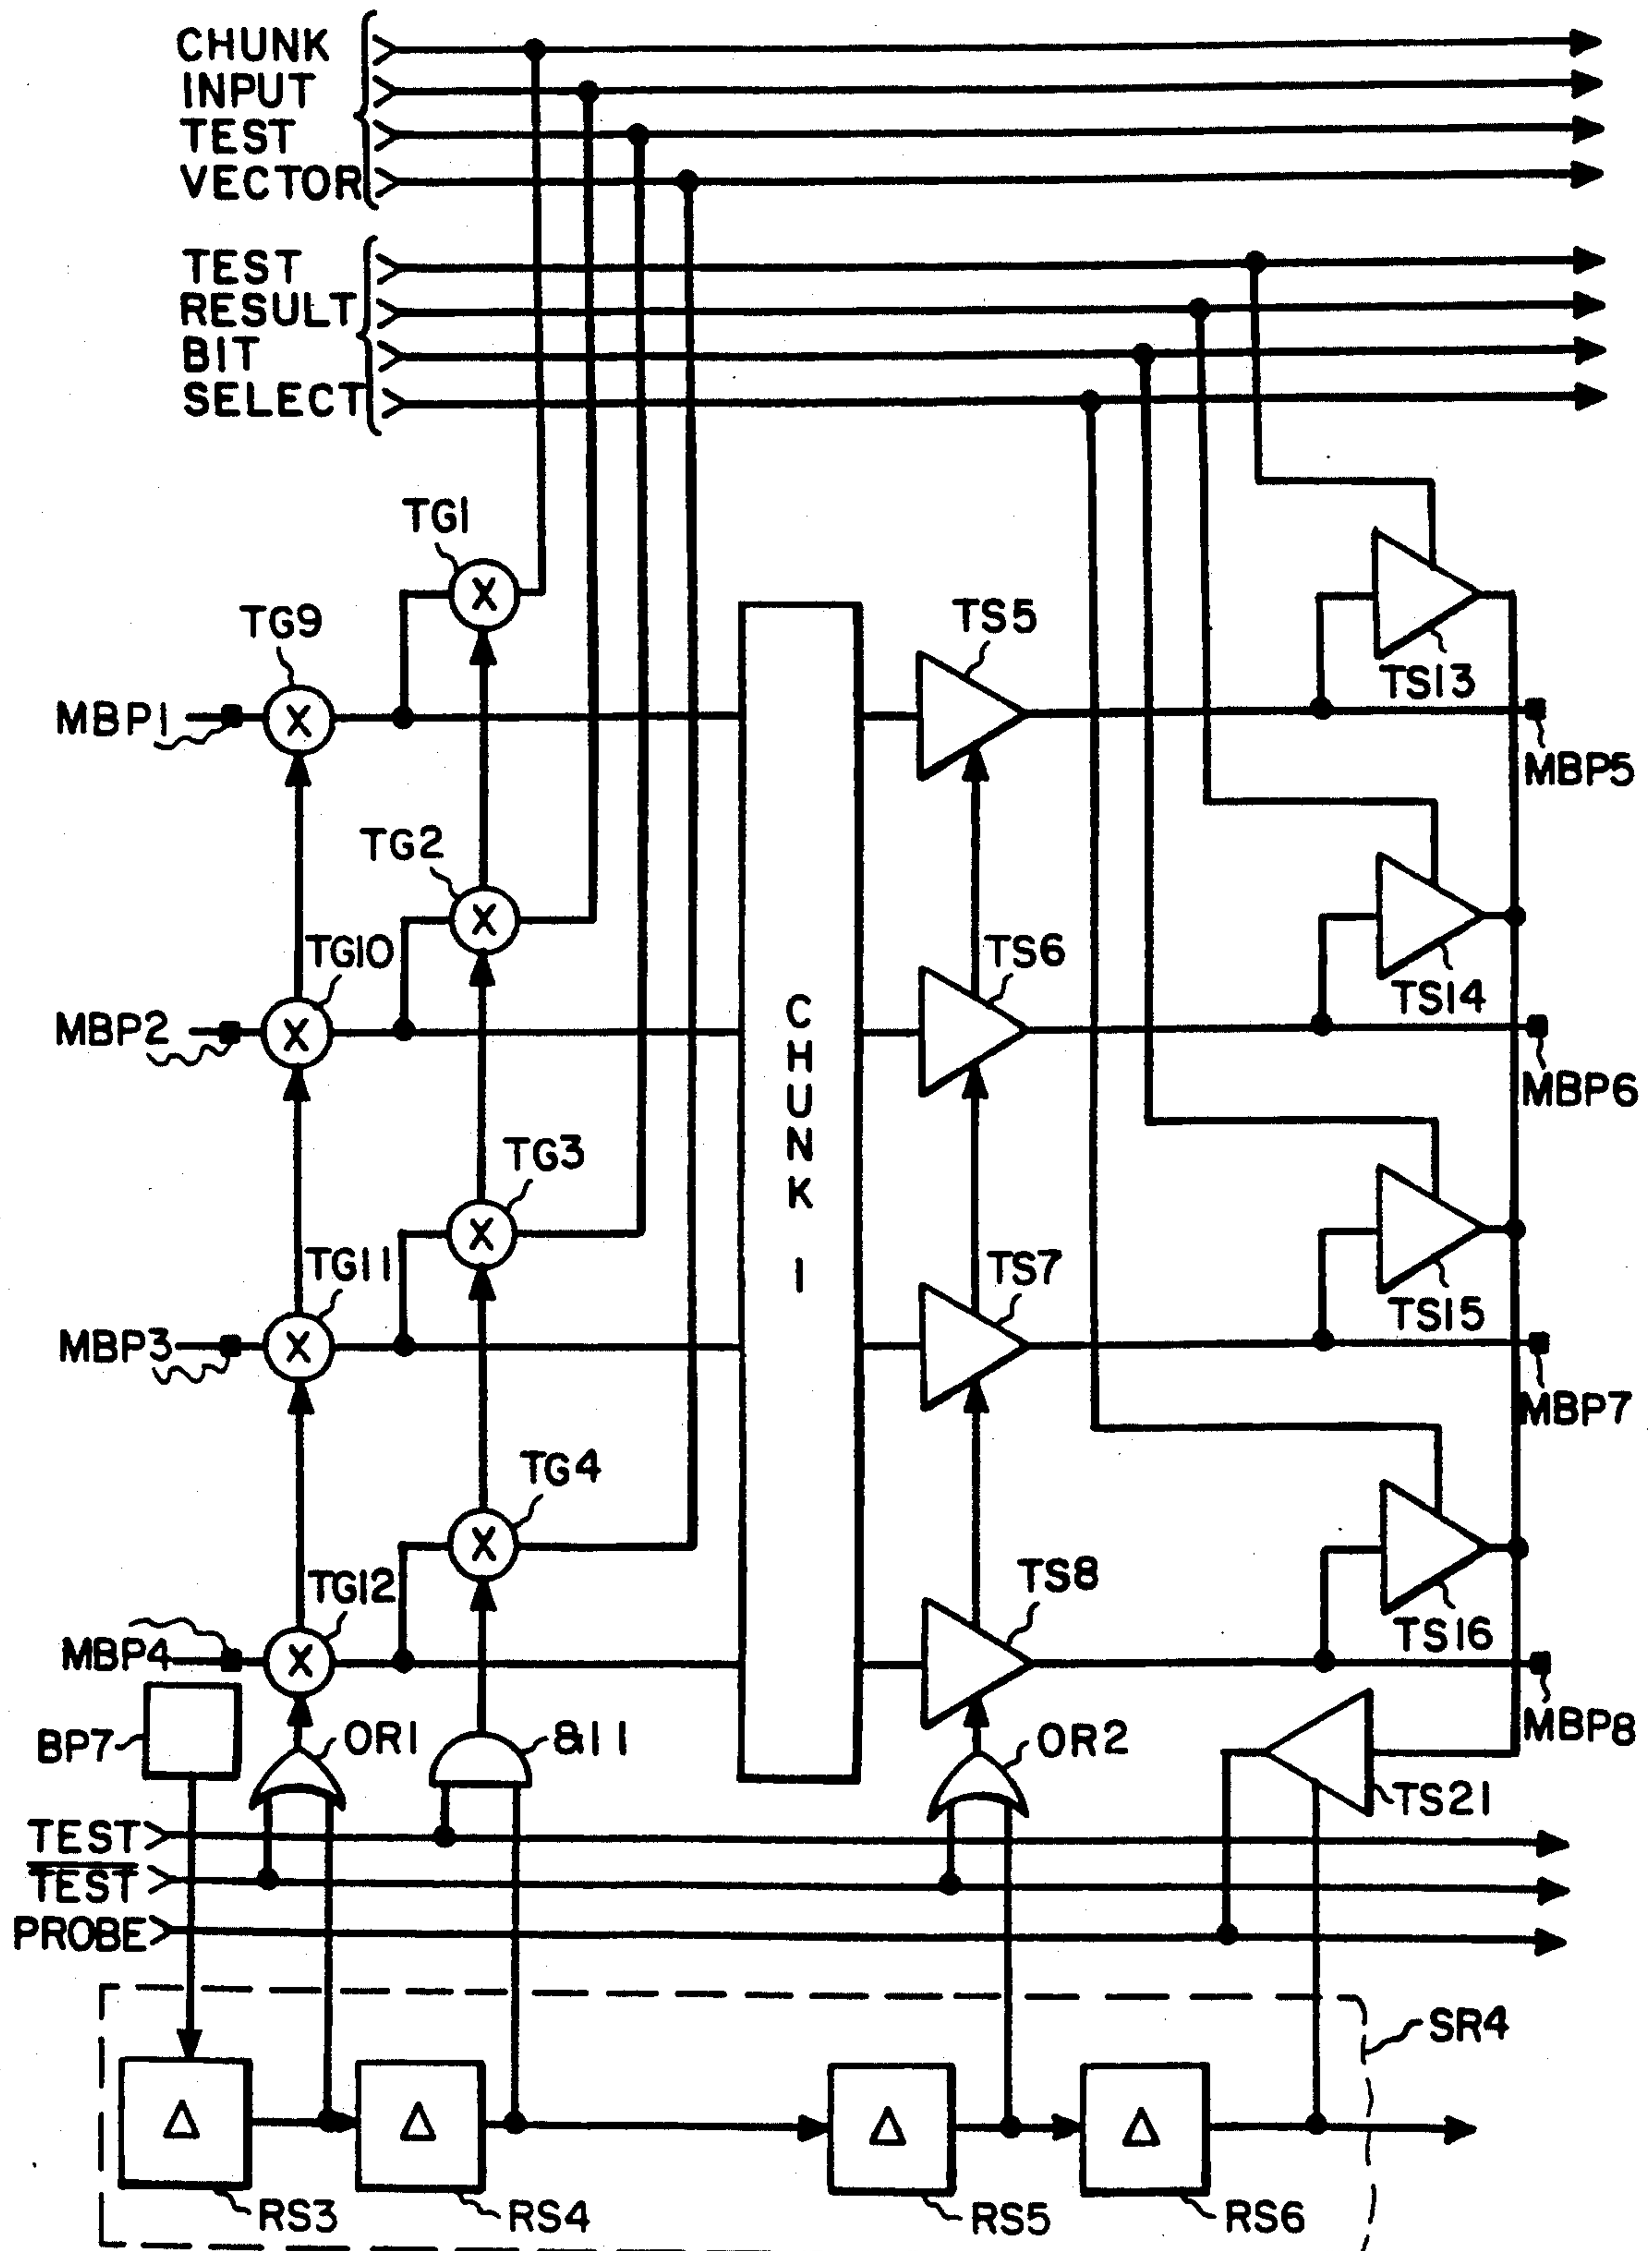 CHUNK
INPUT
TEST
VECTOR
TEST
RESULT
BIT
SELECT
TG1
TG9
TS5
TS13
MBP1
MBP5
TG2
TG10
TS6
TS14
MBP2
MBP6
CHUNK 1
TG3
TG11
TS7
TS15
MBP3
MBP7
TG4
TG12
TS8
TS16
MBP4
MBP8
BP7
OR1
&11
OR2
TS21
TEST
TEST
PROBE
SR4
Δ
Δ
Δ
Δ
RS3
RS4
RS5
RS6